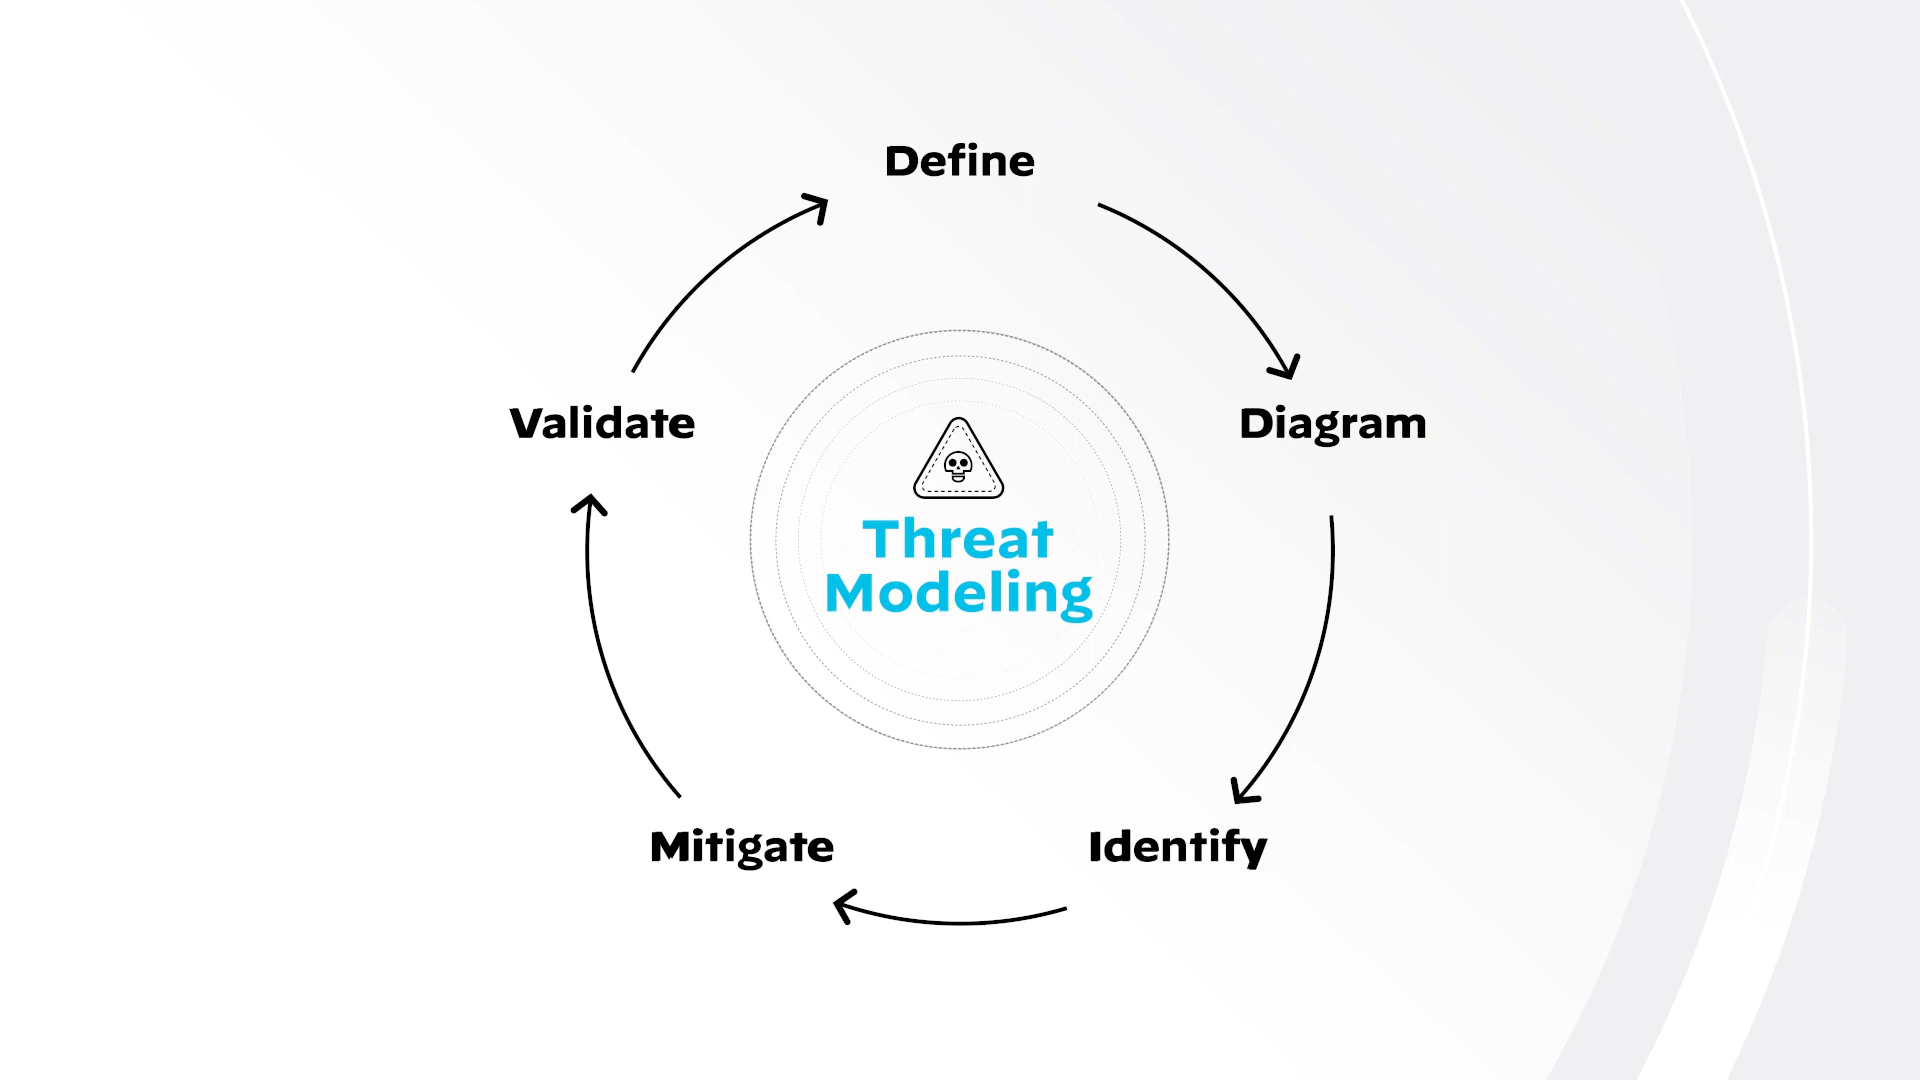 Define
Diagram
Identify
Mitigate
Validate
Threat
Modeling